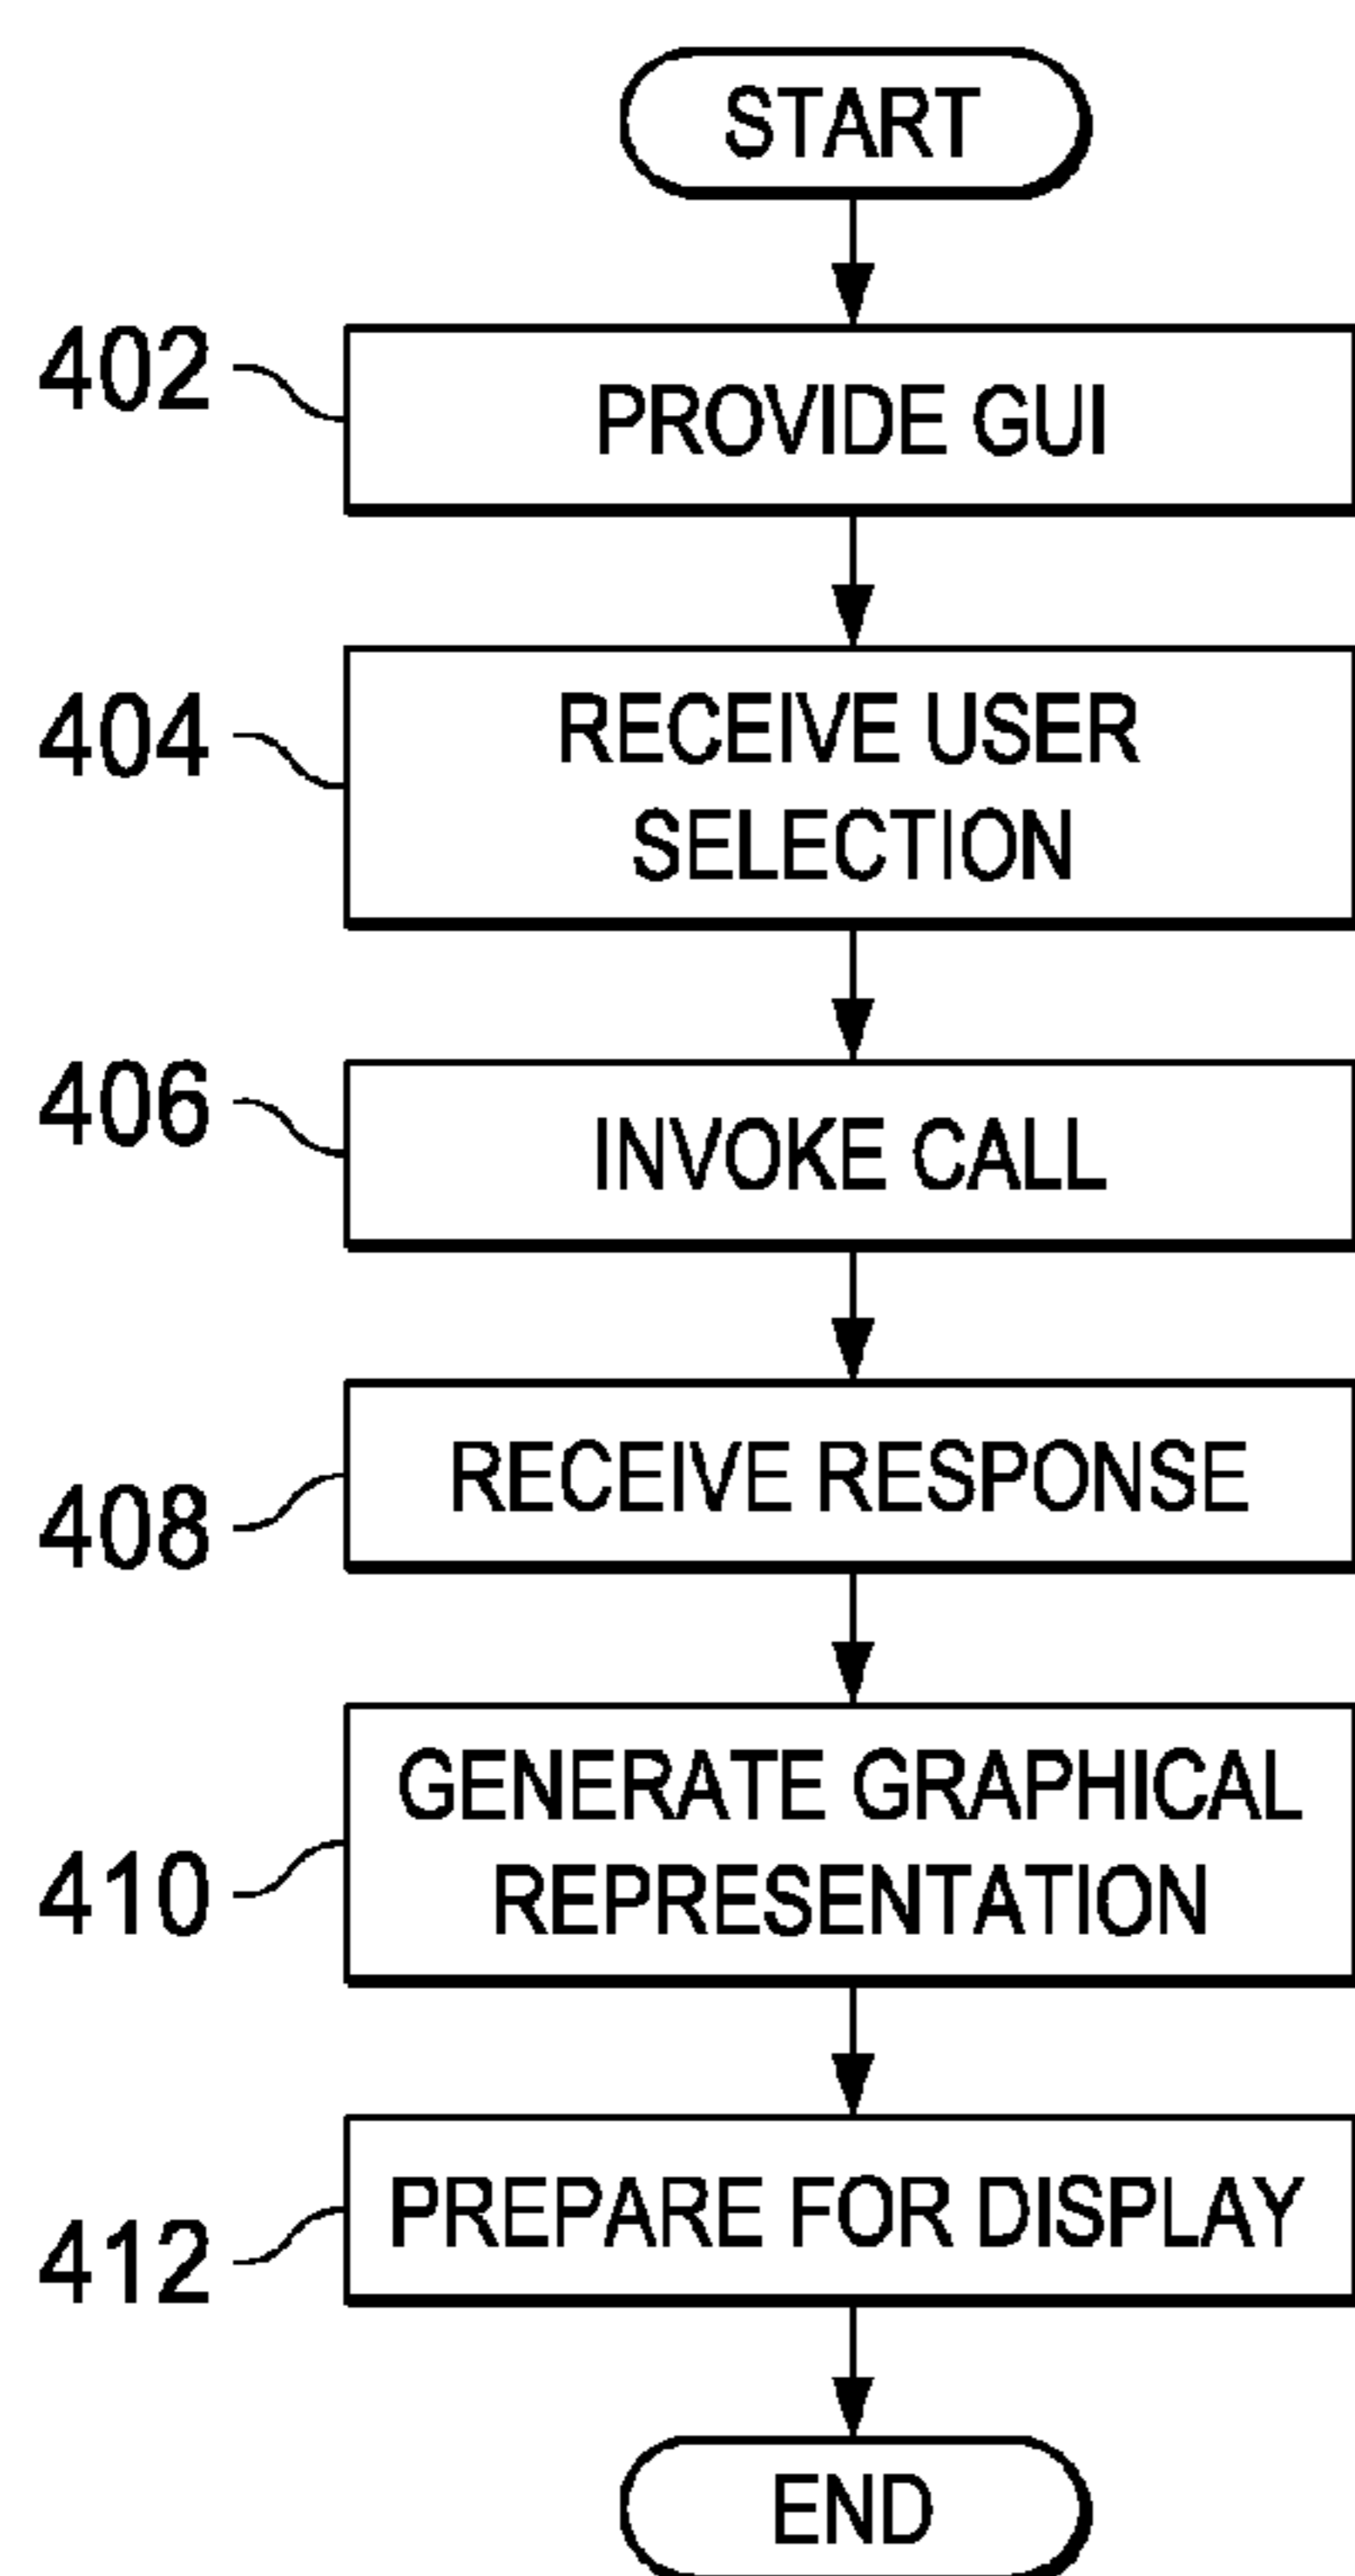 START
402
PROVIDE GUI
404
RECEIVE USER
SELECTION
406
INVOKE CALL
408
RECEIVE RESPONSE
410
GENERATE GRAPHICAL
REPRESENTATION
412
PREPARE FOR DISPLAY
END